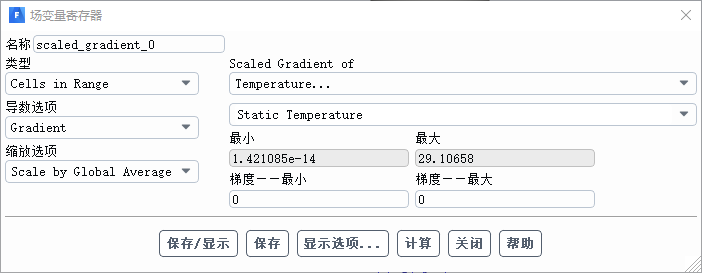 场变量寄存器
名称 scaled_gradient_0
类型
Cells in Range
导数选项
Gradient
缩放选项
Scale by Global Average
Scaled Gradient of
Temperature...
Static Temperature
最小 最大
1.421085e-14 29.10658
梯度——最小 梯度——最大
0 0
保存/显示 保存 显示选项... 计算 关闭 帮助